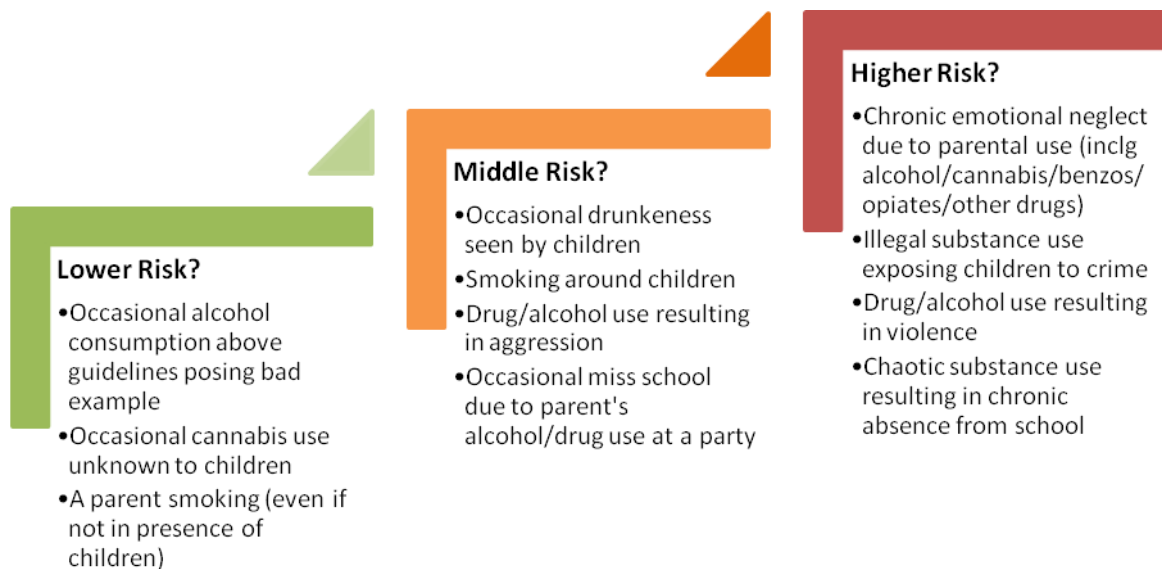 Lower Risk?
•Occasional alcohol
consumption above
guidelines posing bad
example
•Occasional cannabis use
unknown to children
•A parent smoking (even if
not in presence of
children)
Middle Risk?
•Occasional drunkeness
seen by children
•Smoking around children
•Drug/alcohol use resulting
in aggression
•Occasional miss school
due to parent's
alcohol/drug use at a party
Higher Risk?
•Chronic emotional neglect
due to parental use (inclg
alcohol/cannabis/benzos/
opiates/other drugs)
•Illegal substance use
exposing children to crime
•Drug/alcohol use resulting
in violence
•Chaotic substance use
resulting in chronic
absence from school